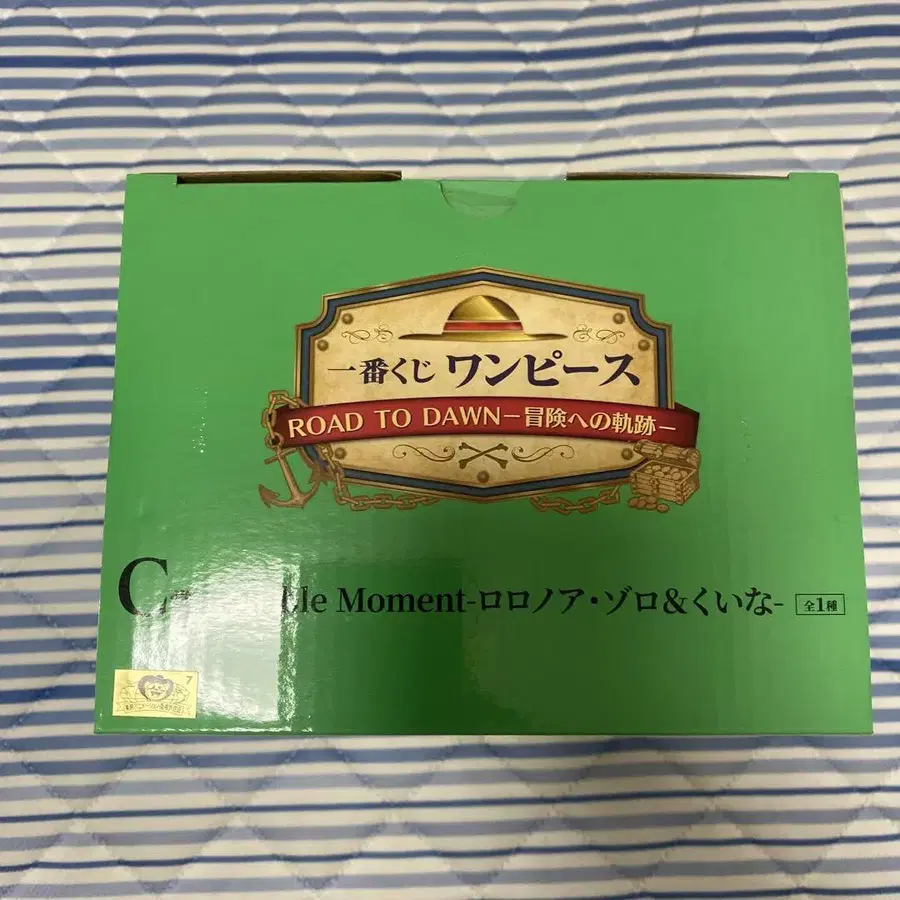 一番くじ ワンピース
ROAD TO DAWN－冒険への軌跡－
C Moment-ロロノア・ゾロ&くいな- 全1種
7